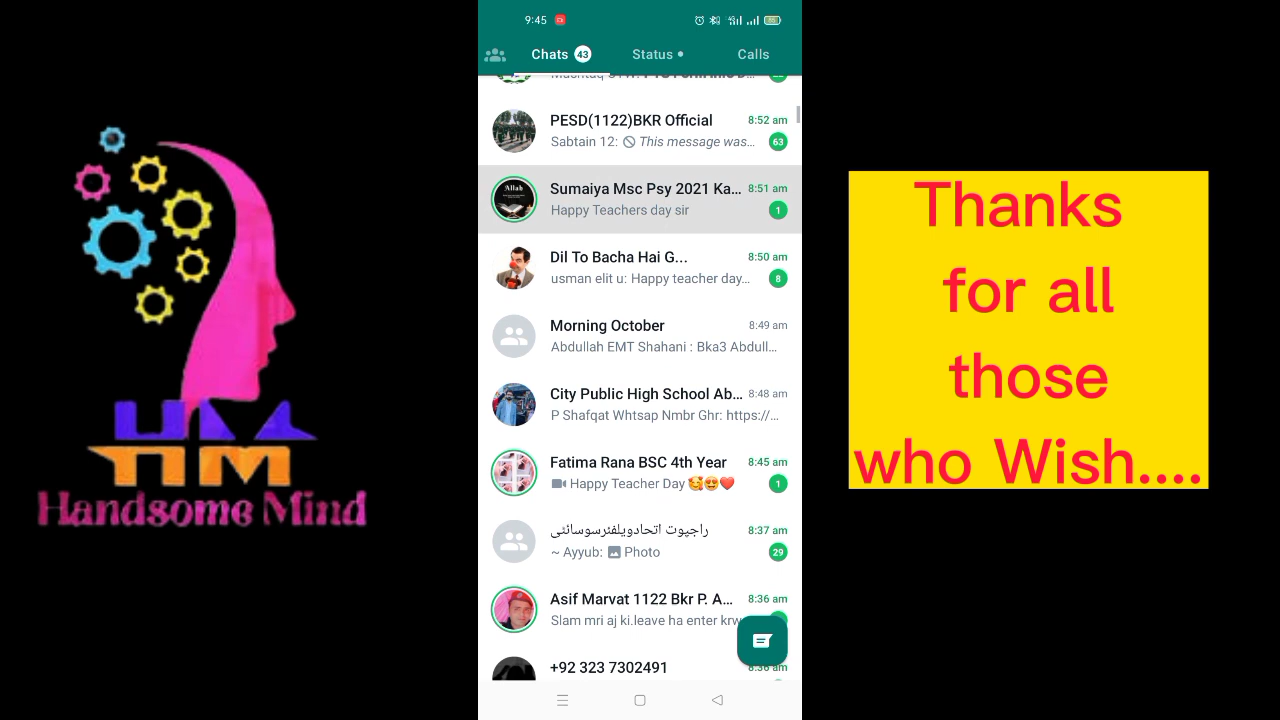 HM
Handsome Mind
9:45
Chats 43
Status
Calls
PESD(1122)BKR Official 8:52 am
Sabtain 12: This message was... 63
Sumaiya Msc Psy 2021 Ka... 8:51 am
Happy Teachers day sir 1
Allah
Dil To Bacha Hai G... 8:50 am
usman elit u: Happy teacher day... 8
Morning October 8:49 am
Abdullah EMT Shahani : Bka3 Abdull...
City Public High School Ab... 8:48 am
P Shafqat Whtsap Nmbr Ghr: https://...
Fatima Rana BSC 4th Year 8:45 am
Happy Teacher Day 🥰😍❤️ 1
راجپوت اتحادویلفئرسوسائٹی 8:37 am
~ Ayyub: Photo 29
Asif Marvat 1122 Bkr P. A... 8:36 am
Slam mri aj ki.leave ha enter krw
+92 323 7302491 8:36 am
Thanks
for all
those
who Wish....